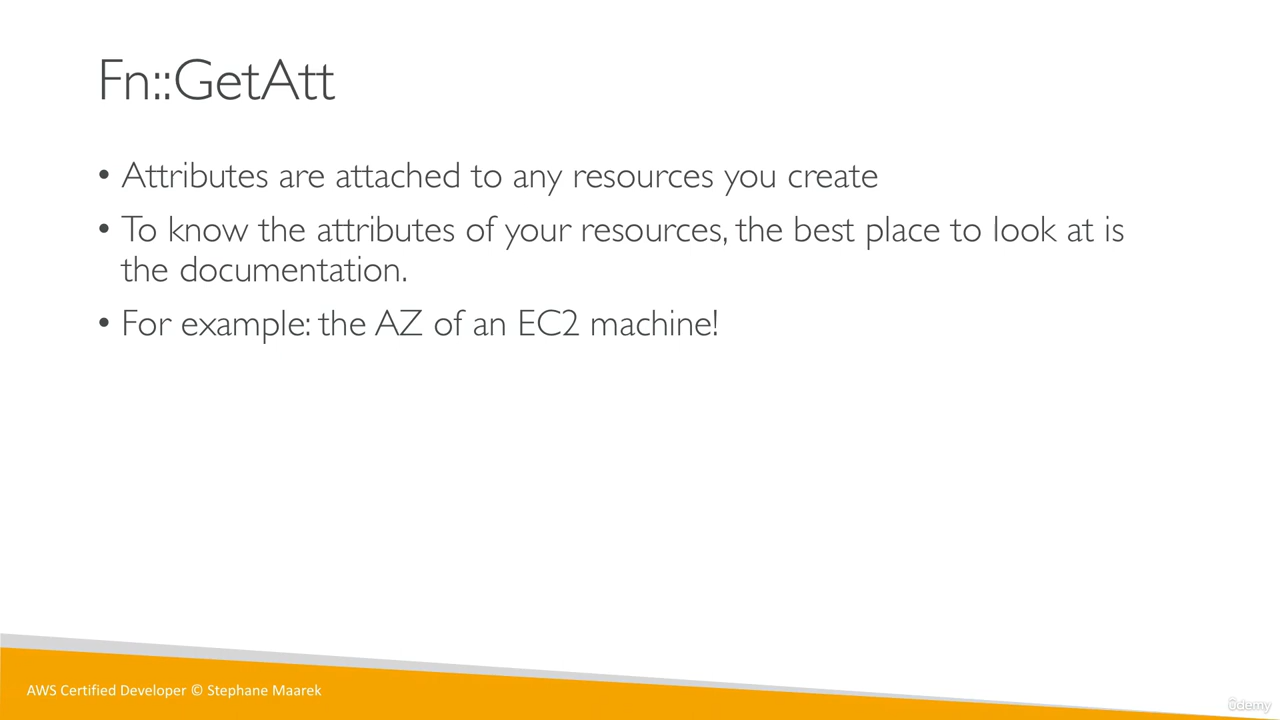 Fn::GetAtt
• Attributes are attached to any resources you create
• To know the attributes of your resources, the best place to look at is
the documentation.
• For example: the AZ of an EC2 machine!
AWS Certified Developer © Stephane Maarek
ûdemy